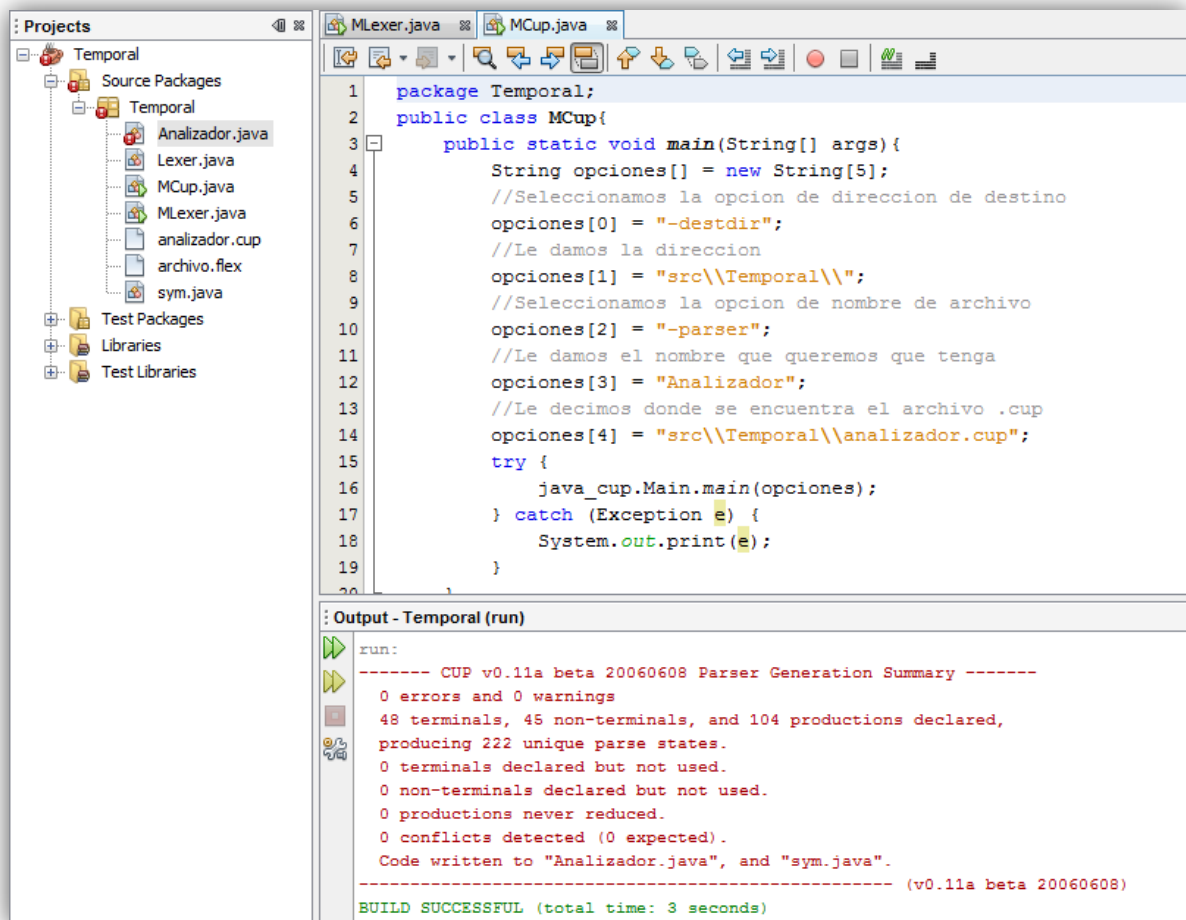 Projects
Temporal
Source Packages
Temporal
Analizador.java
Lexer.java
MCup.java
MLexer.java
analizador.cup
archivo.flex
sym.java
Test Packages
Libraries
Test Libraries
MLexer.java
MCup.java
1 package Temporal;
2 public class MCup{
3 public static void main(String[] args){
4 String opciones[] = new String[5];
5 //Seleccionamos la opcion de direccion de destino
6 opciones[0] = "-destdir";
7 //Le damos la direccion
8 opciones[1] = "src\\Temporal\\";
9 //Seleccionamos la opcion de nombre de archivo
10 opciones[2] = "-parser";
11 //Le damos el nombre que queremos que tenga
12 opciones[3] = "Analizador";
13 //Le decimos donde se encuentra el archivo .cup
14 opciones[4] = "src\\Temporal\\analizador.cup";
15 try {
16 java_cup.Main.main(opciones);
17 } catch (Exception e) {
18 System.out.print(e);
19 }
20 }
Output - Temporal (run)
run:
------- CUP v0.11a beta 20060608 Parser Generation Summary -------
0 errors and 0 warnings
48 terminals, 45 non-terminals, and 104 productions declared,
producing 222 unique parse states.
0 terminals declared but not used.
0 non-terminals declared but not used.
0 productions never reduced.
0 conflicts detected (0 expected).
Code written to "Analizador.java", and "sym.java".
---------------------------------------------------- (v0.11a beta 20060608)
BUILD SUCCESSFUL (total time: 3 seconds)